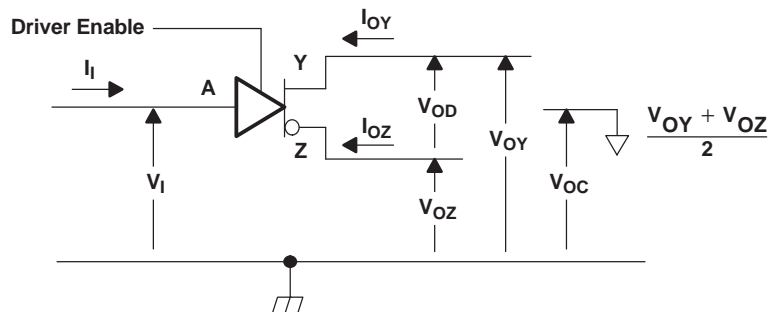 Driver Enable
I_OY
I_I
A
Y
V_OD
V_OY
V_OY + V_OZ
2
I_OZ
Z
V_I
V_OZ
V_OC